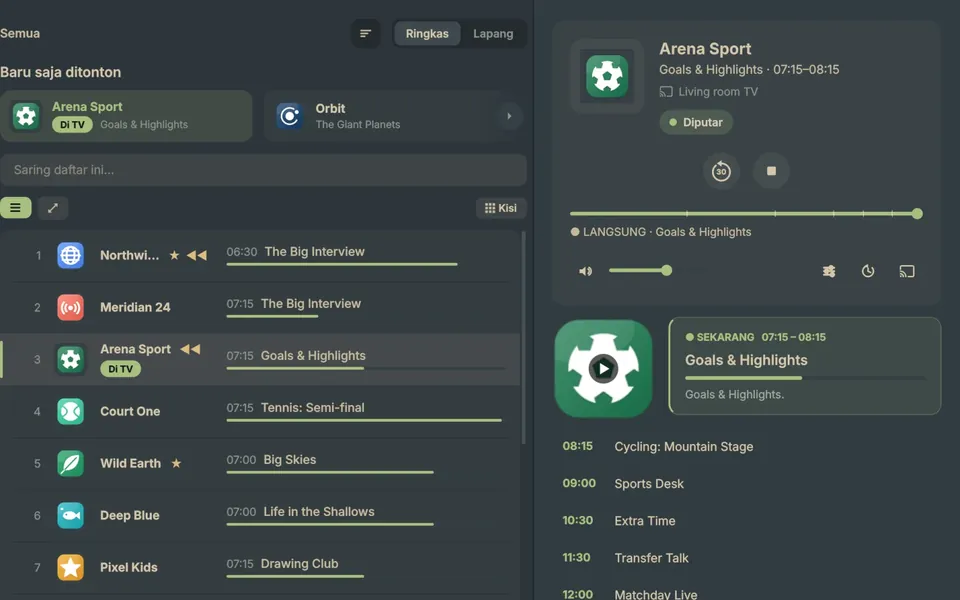 Semua
Ringkas
Lapang
Baru saja ditonton
Arena Sport
Di TV Goals & Highlights
Orbit
The Giant Planets
Saring daftar ini...
Kisi
1 Northwi... 06:30 The Big Interview
2 Meridian 24 07:15 The Big Interview
3 Arena Sport 07:15 Goals & Highlights
Di TV
4 Court One 07:15 Tennis: Semi-final
5 Wild Earth 07:00 Big Skies
6 Deep Blue 07:00 Life in the Shallows
7 Pixel Kids 07:15 Drawing Club
Arena Sport
Goals & Highlights · 07:15–08:15
Living room TV
Diputar
30
LANGSUNG · Goals & Highlights
SEKARANG 07:15 – 08:15
Goals & Highlights
Goals & Highlights.
08:15 Cycling: Mountain Stage
09:00 Sports Desk
10:30 Extra Time
11:30 Transfer Talk
12:00 Matchday Live